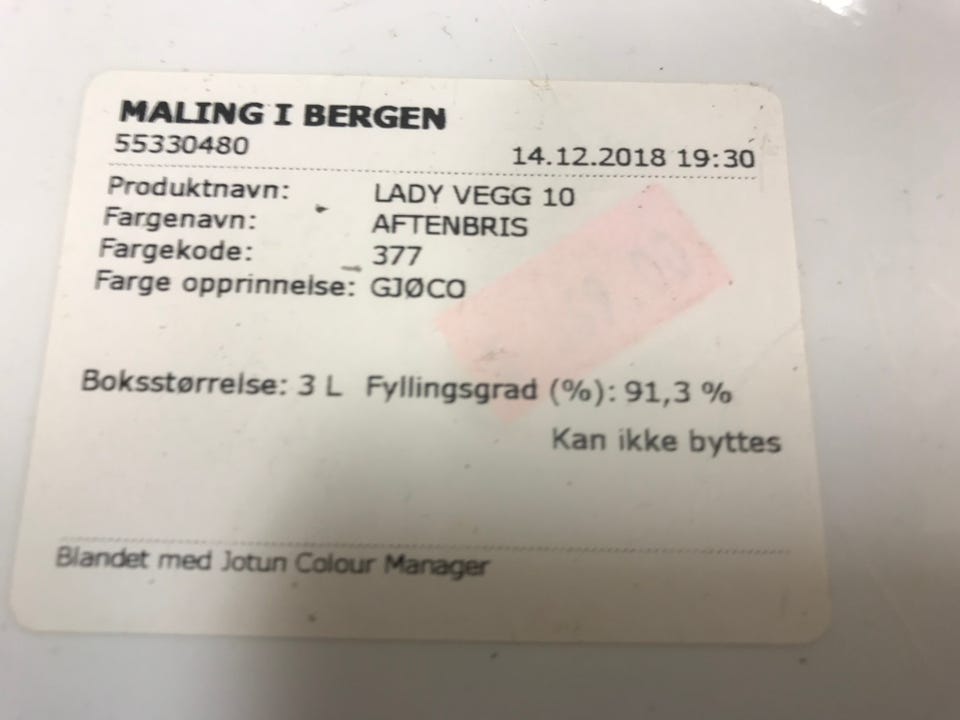 MALING I BERGEN
55330480 14.12.2018 19:30
Produktnavn: LADY VEGG 10
Fargenavn: AFTENBRIS
Fargekode: 377
Farge opprinnelse: GJØCO
Boksstørrelse: 3 L Fyllingsgrad (%): 91,3 %
Kan ikke byttes
Blandet med Jotun Colour Manager